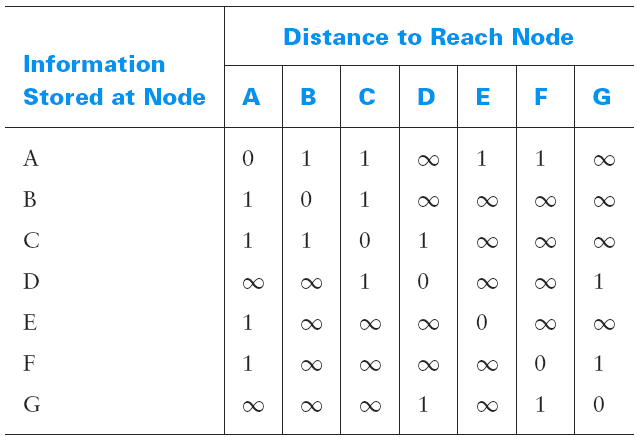 Distance to Reach Node
Information
Stored at Node A B C D E F G
A 0 1 1 ∞ 1 1 ∞
B 1 0 1 ∞ ∞ ∞ ∞
C 1 1 0 1 ∞ ∞ ∞
D ∞ ∞ 1 0 ∞ ∞ 1
E 1 ∞ ∞ ∞ 0 ∞ ∞
F 1 ∞ ∞ ∞ ∞ 0 1
G ∞ ∞ ∞ 1 ∞ 1 0